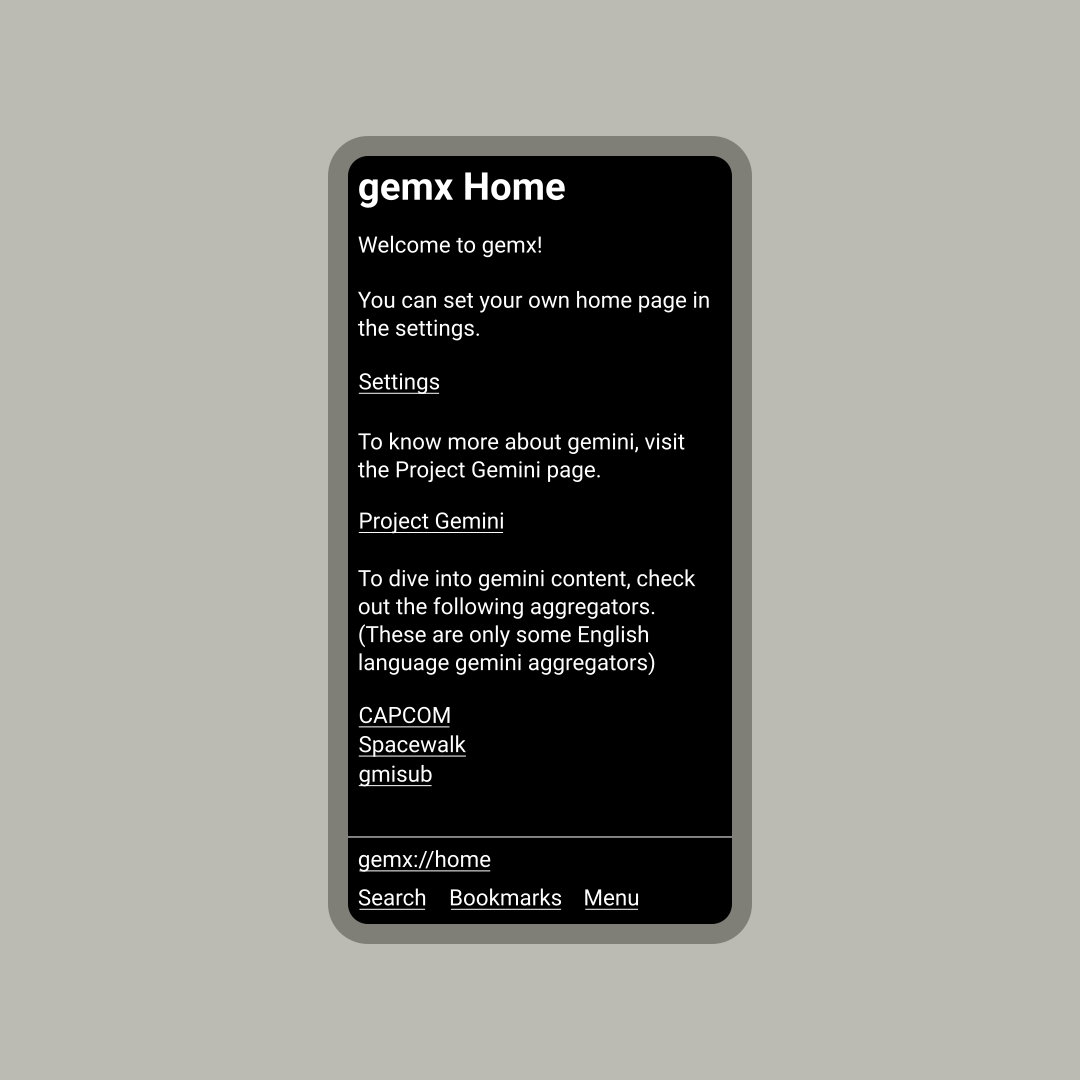 gemx Home
Welcome to gemx!
You can set your own home page in
the settings.
Settings
To know more about gemini, visit
the Project Gemini page.
Project Gemini
To dive into gemini content, check
out the following aggregators.
(These are only some English
language gemini aggregators)
CAPCOM
Spacewalk
gmisub
gemx://home
Search Bookmarks Menu